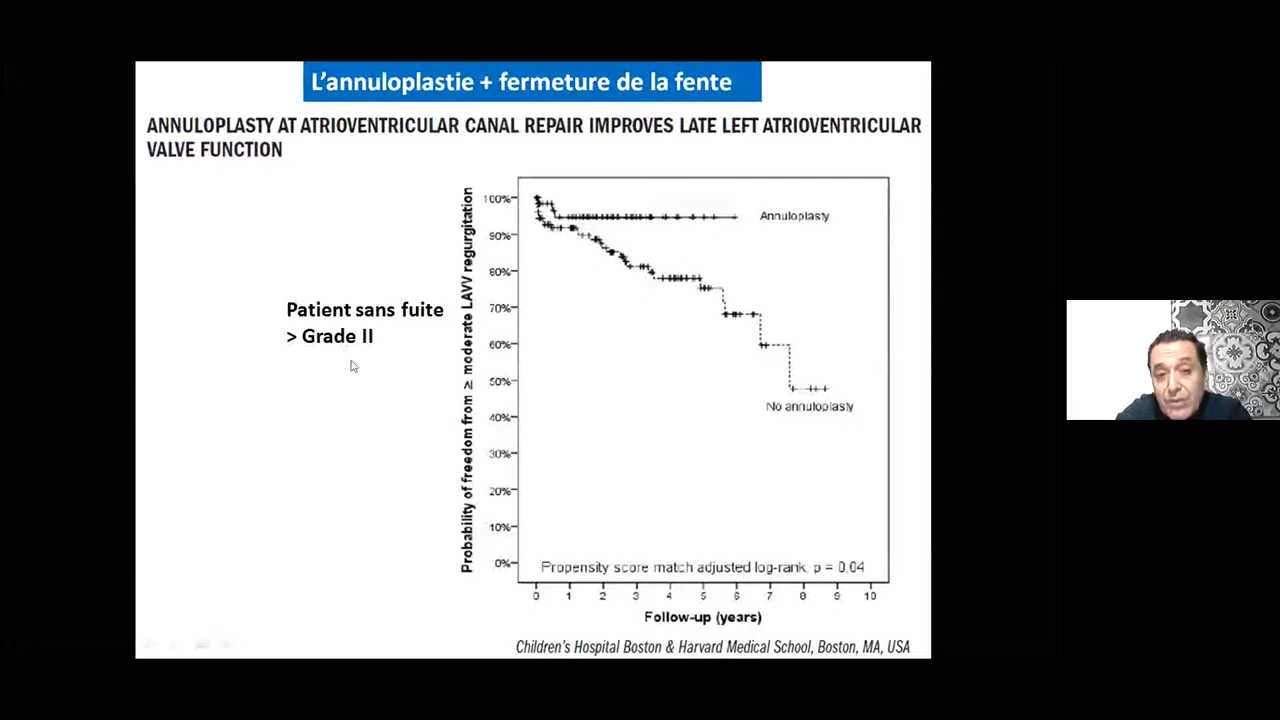 L'annuloplastie + fermeture de la fente
ANNULOPLASTY AT ATRIOVENTRICULAR CANAL REPAIR IMPROVES LATE LEFT ATRIOVENTRICULAR
VALVE FUNCTION
Patient sans fuite
> Grade II
Probability of freedom from ≥ moderate LAVV regurgitation
100%
90%
80%
70%
60%
50%
40%
30%
20%
10%
0%
Annuloplasty
No annuloplasty
Propensity score match adjusted log-rank, p = 0.04
0 1 2 3 4 5 6 7 8 9 10
Follow-up (years)
Children's Hospital Boston & Harvard Medical School, Boston, MA, USA